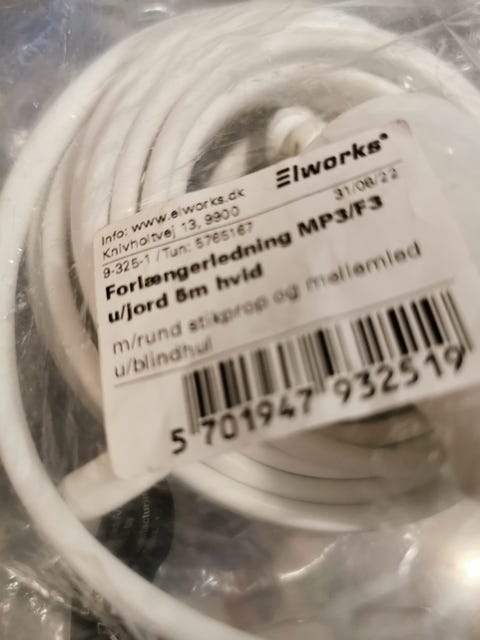 Elworks®
Info: www.elworks.dk
Knivholtvej 13, 9900
31/08/22
9-325-1 / Tun: 5765167
Forlængerledning MP3/F3
u/jord 5m hvid
m/rund stikprop og mellemled
u/blindhul
5 701947 932519